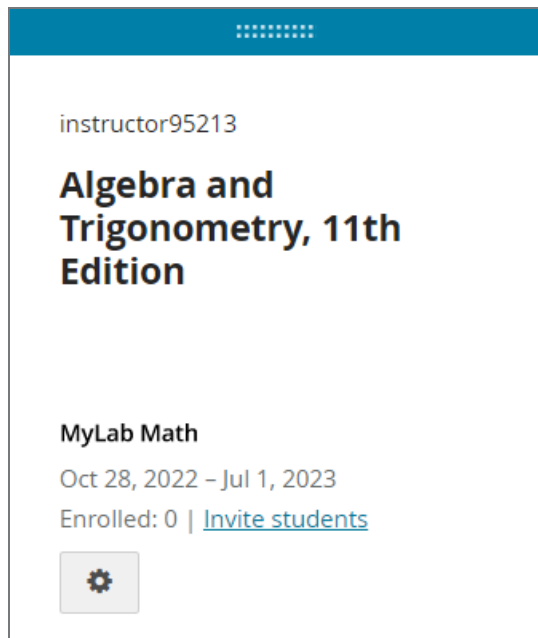 instructor95213
Algebra and
Trigonometry, 11th
Edition
MyLab Math
Oct 28, 2022 – Jul 1, 2023
Enrolled: 0 | Invite students